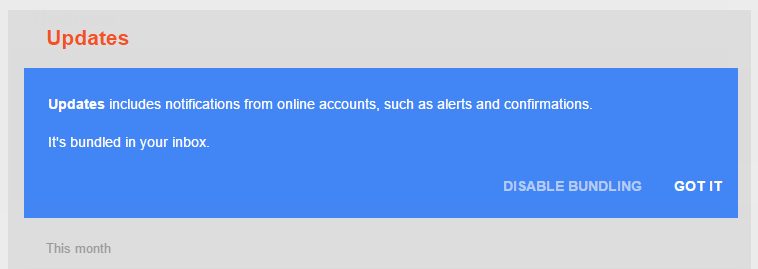 Updates
Updates includes notifications from online accounts, such as alerts and confirmations.
It's bundled in your inbox.
DISABLE BUNDLING GOT IT
This month